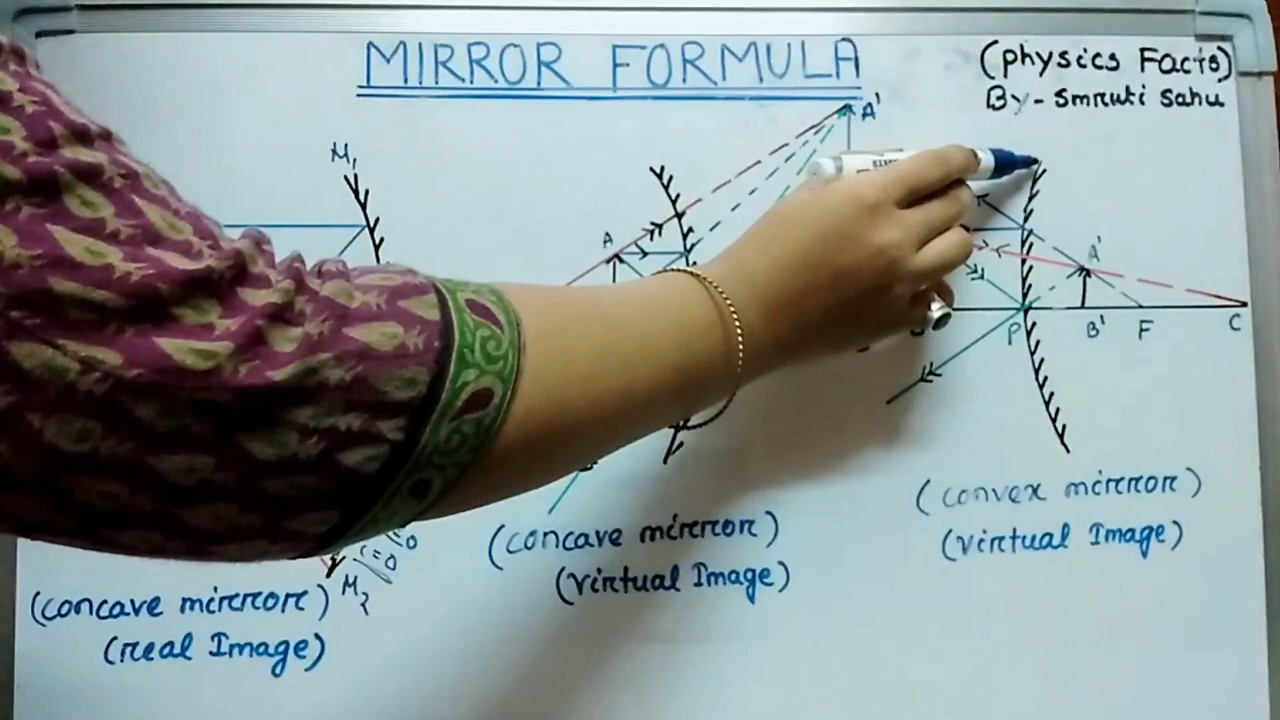 MIRROR FORMULA
(physics Facts)
By - Smruti Sahu
M₁
A'
A
A'
P
B'
F
C
(convex mirror)
(virtual Image)
(concave mirror)
(virtual Image)
i=0
M₂
(concave mirror)
(real Image)